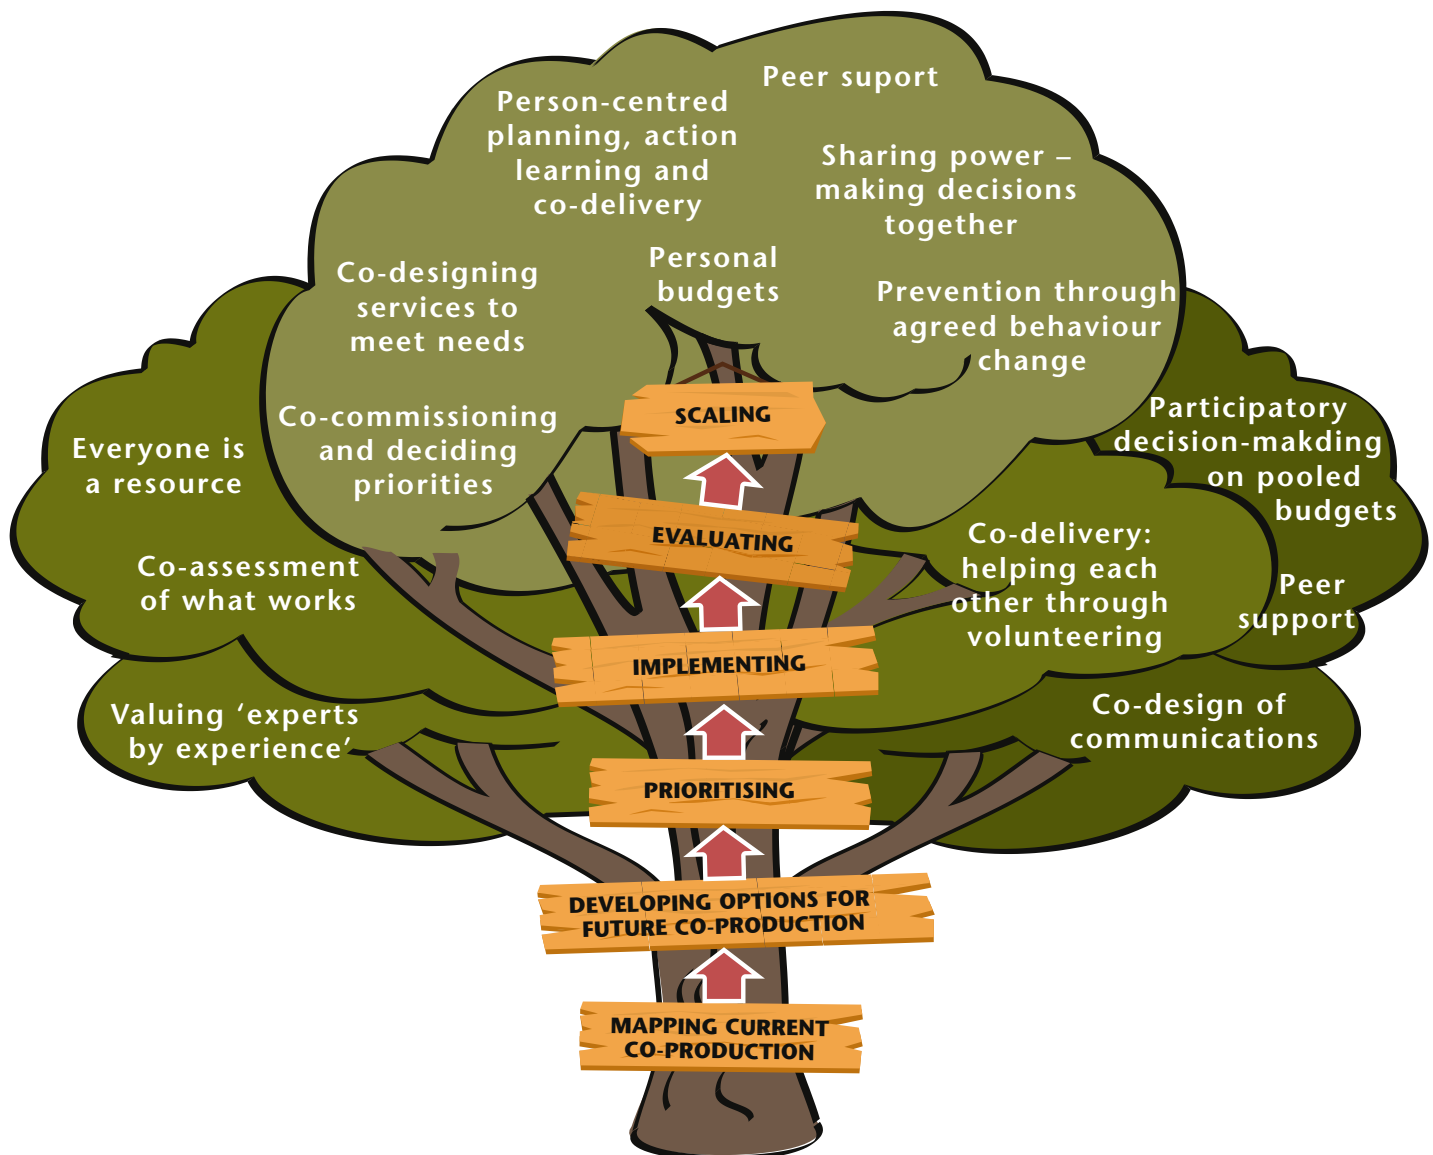 Peer suport
Person-centred
planning, action
learning and
co-delivery
Sharing power –
making decisions
together
Personal
budgets
Co-designing
services to
meet needs
Prevention through
agreed behaviour
change
Co-commissioning
and deciding
priorities
Everyone is
a resource
Co-assessment
of what works
Valuing ‘experts
by experience’
Participatory
decision-makding
on pooled
budgets
Co-delivery:
helping each
other through
volunteering
Peer
support
Co-design of
communications
SCALING
EVALUATING
IMPLEMENTING
PRIORITISING
DEVELOPING OPTIONS FOR
FUTURE CO-PRODUCTION
MAPPING CURRENT
CO-PRODUCTION